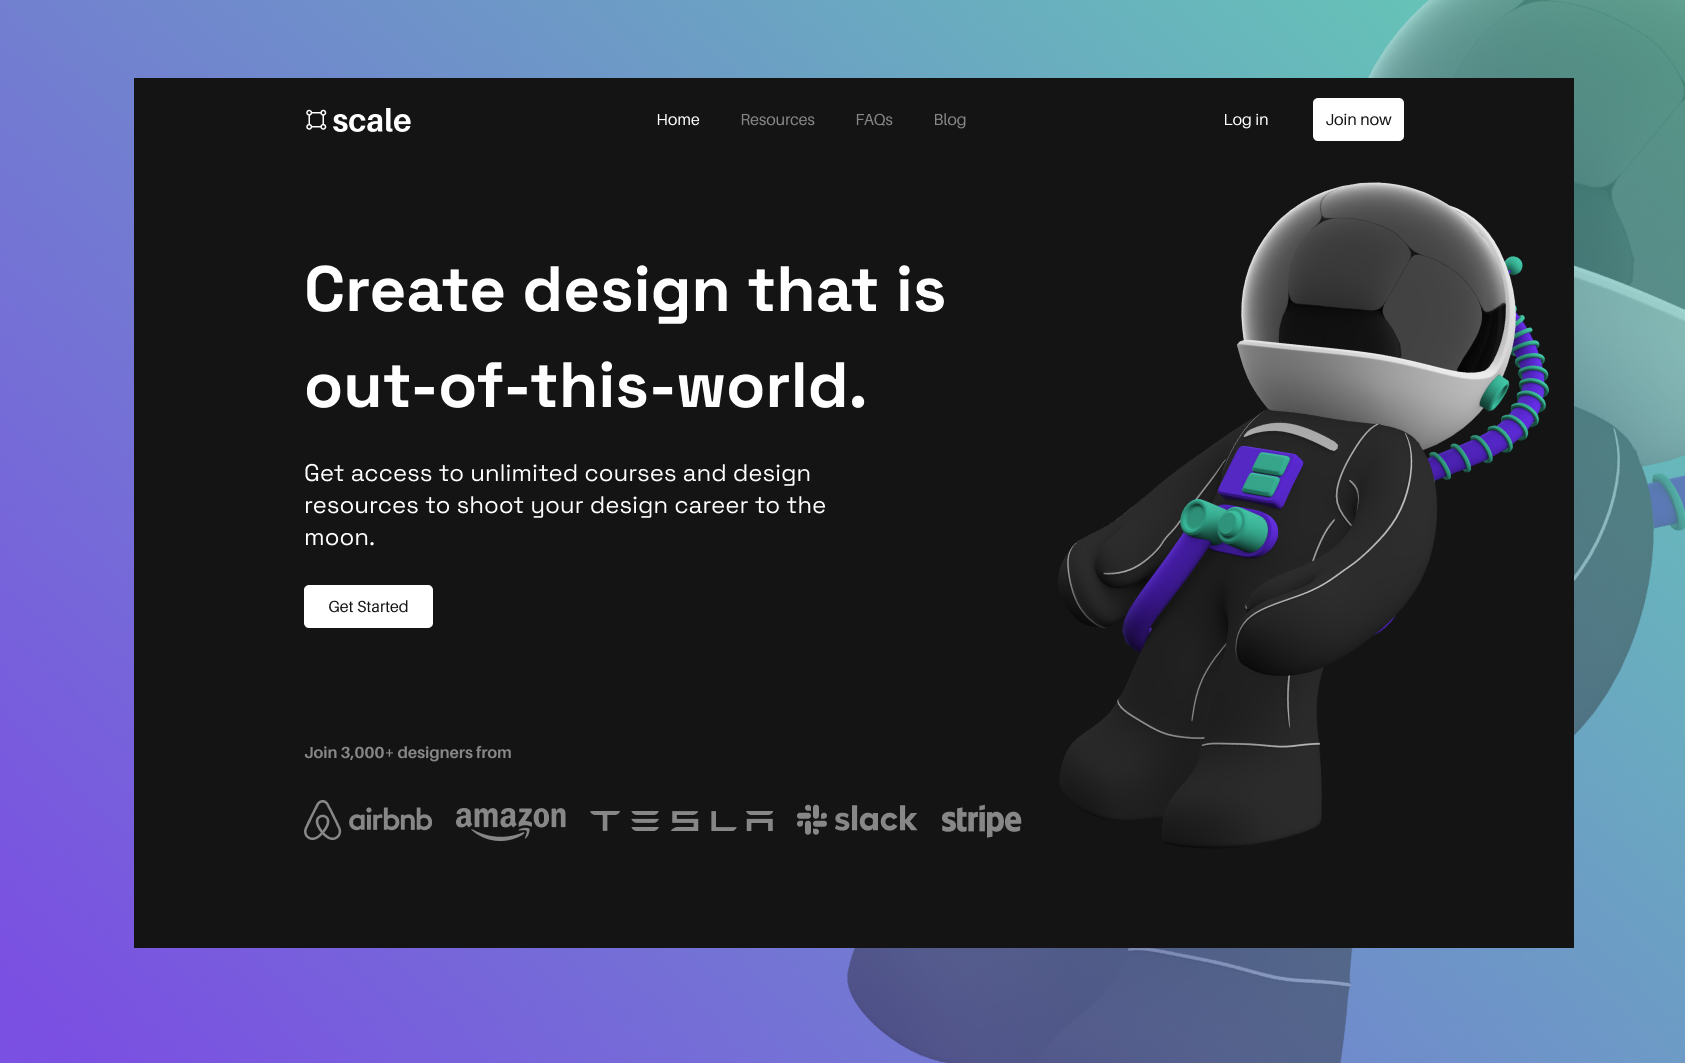 scale
Home Resources FAQs Blog
Log in Join now
Create design that is
out-of-this-world.
Get access to unlimited courses and design
resources to shoot your design career to the
moon.
Get Started
Join 3,000+ designers from
airbnb amazon TESLA slack stripe